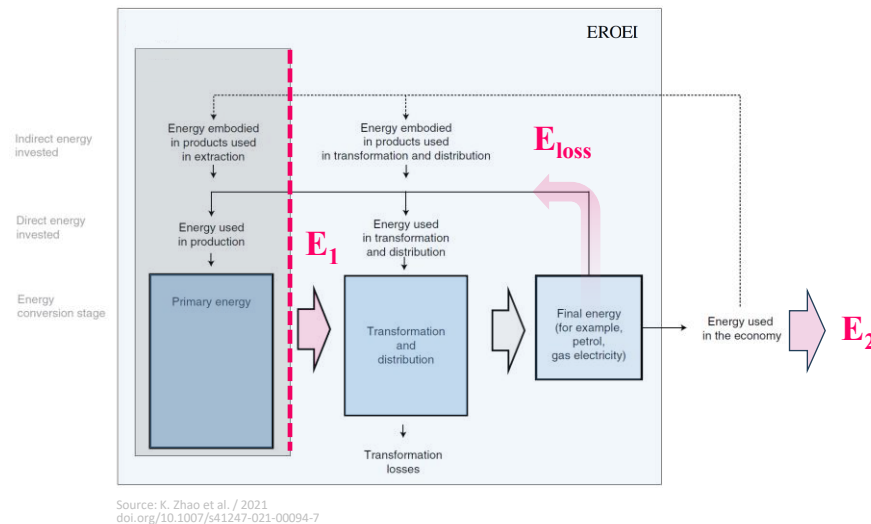 EROEI
Indirect energy
invested
Energy embodied
in products used
in extraction
Energy embodied
in products used
in transformation and distribution
E_loss
Direct energy
invested
Energy used
in production
E_1
Energy used
in transformation
and distribution
Energy
conversion stage
Primary energy
Transformation
and
distribution
Final energy
(for example,
petrol,
gas electricity)
Energy used
in the economy
E_2
Transformation
losses
Source: K. Zhao et al. / 2021
doi.org/10.1007/s41247-021-00094-7